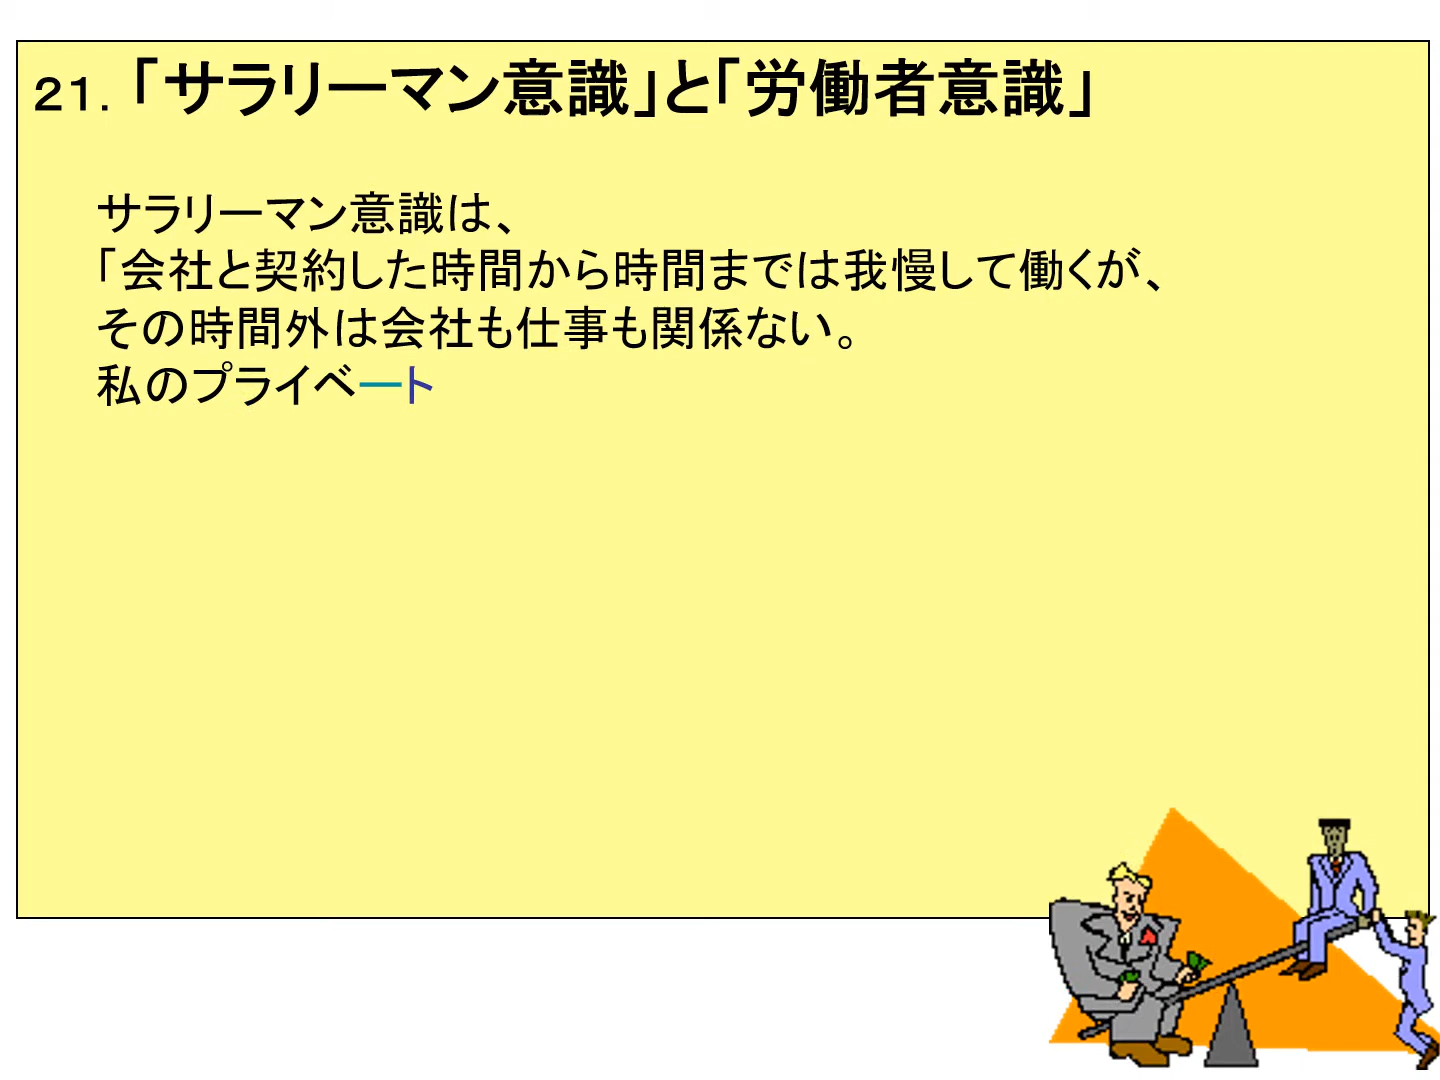 21. 「サラリーマン意識」と「労働者意識」
サラリーマン意識は、
「会社と契約した時間から時間までは我慢して働くが、
その時間外は会社も仕事も関係ない。
私のプライベート